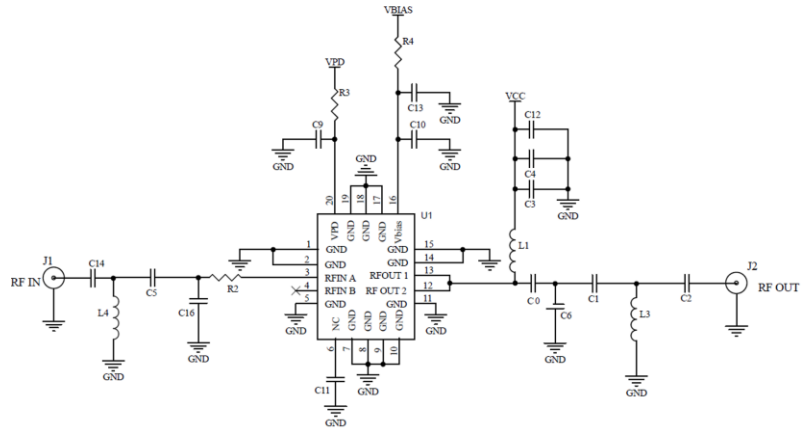 VBIAS
R4
VPD
R3
C13
GND
VCC
C12
C9
C10
GND
GND
GND
C4
C3
GND
20
19
18
17
16
U1
VPD
GND
GND
GND
Vbias
L1
1
GND
GND
15
GND
2
GND
GND
14
GND
J1
RF IN
C14
C5
R2
3
RFIN A
RFOUT 1
13
4
RFIN B
RF OUT 2
12
5
GND
GND
11
C0
C1
C2
J2
RF OUT
L4
C16
GND
GND
C6
L3
NC
GND
GND
GND
GND
6
7
8
9
10
GND
GND
GND
GND
GND
GND
C11
GND
GND